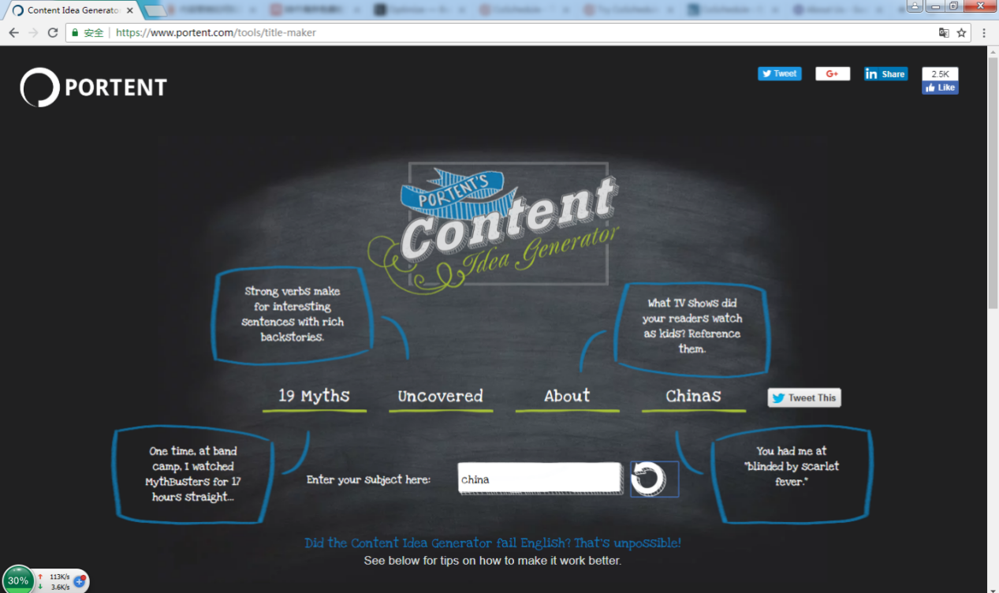 Content Idea Generator
安全 https://www.portent.com/tools/title-maker
PORTENT
Tweet
G+
in Share
2.5K
Like
PORTENT'S
Content
Idea Generator
Strong verbs make
for interesting
sentences with rich
backstories.
What TV shows did
your readers watch
as kids? Reference
them.
19 Myths
Uncovered
About
Chinas
Tweet This
One time, at band
camp, I watched
MythBusters for 17
hours straight...
Enter your subject here:
china
You had me at
"blinded by scarlet
fever."
Did the Content Idea Generator fail English? That's unpossible!
See below for tips on how to make it work better.
30%
113K/s
3.6K/s